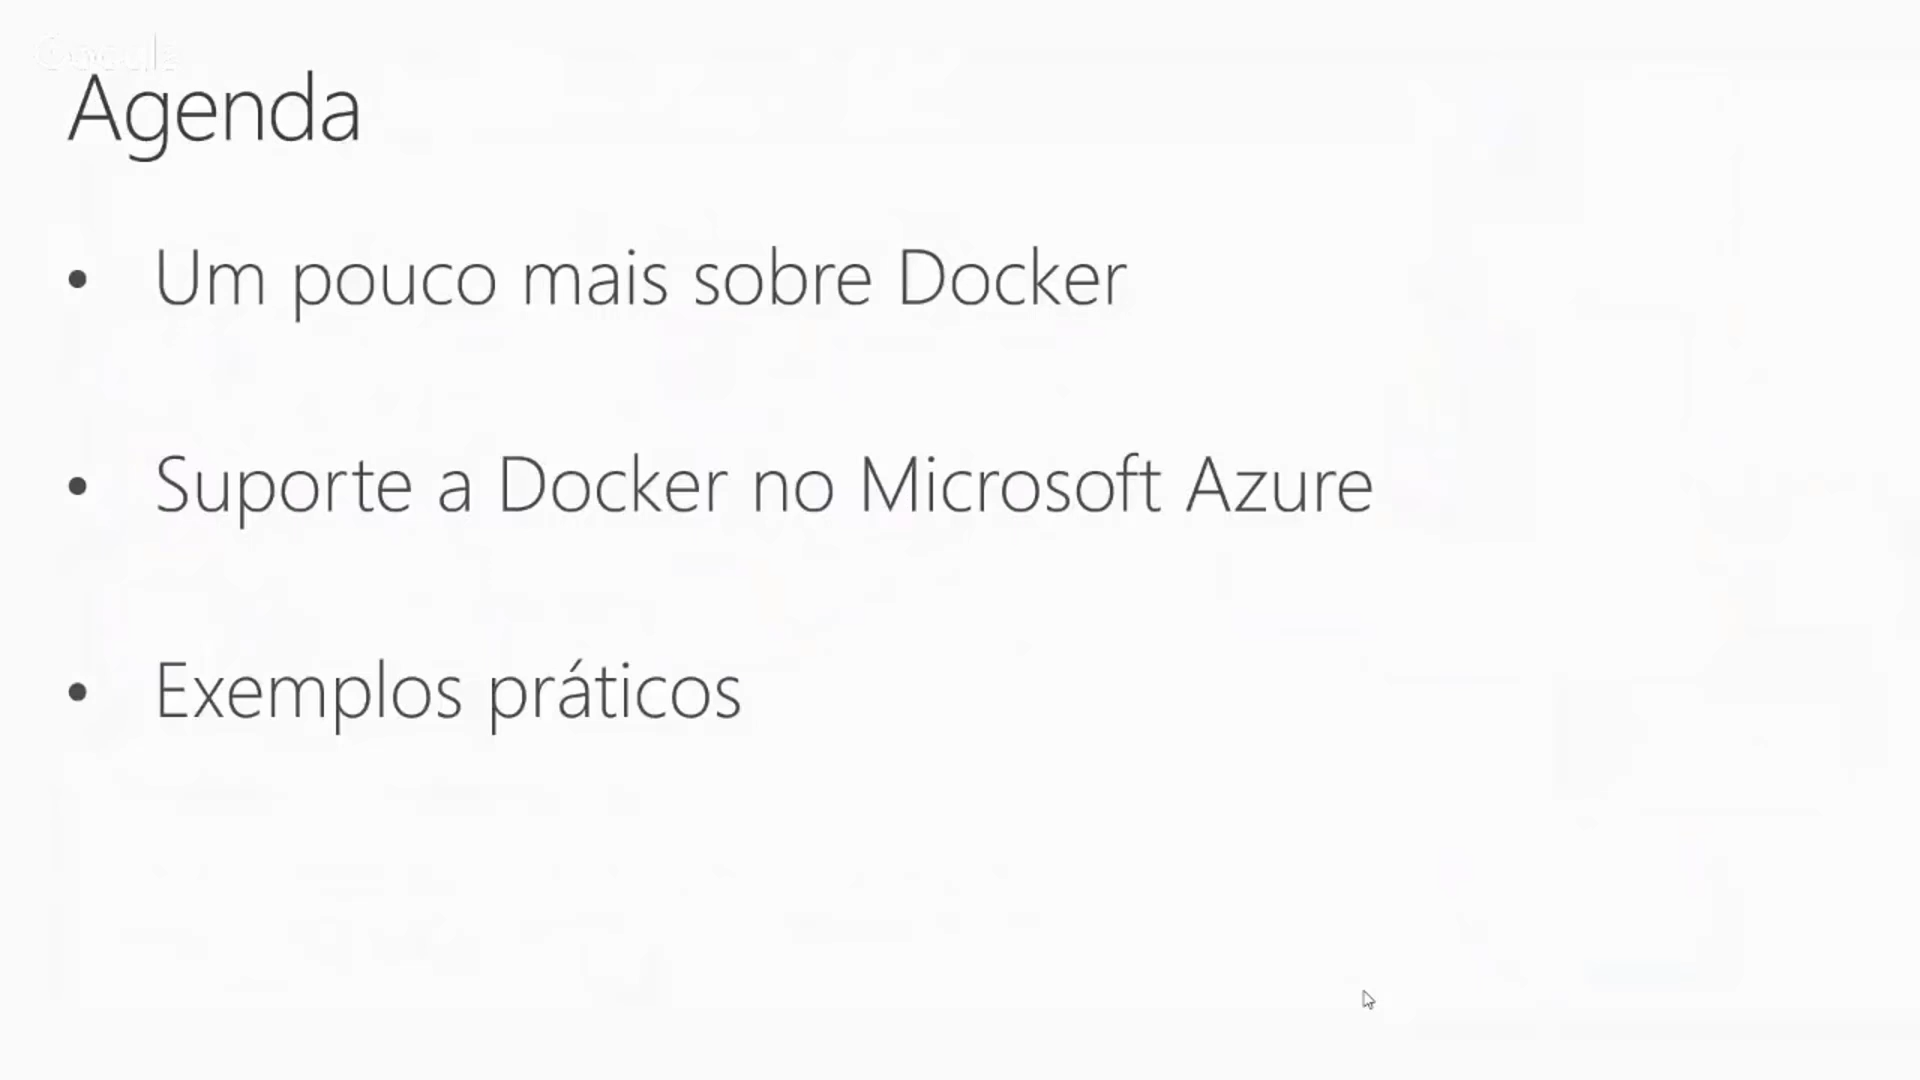 Agenda
• Um pouco mais sobre Docker
• Suporte a Docker no Microsoft Azure
• Exemplos práticos